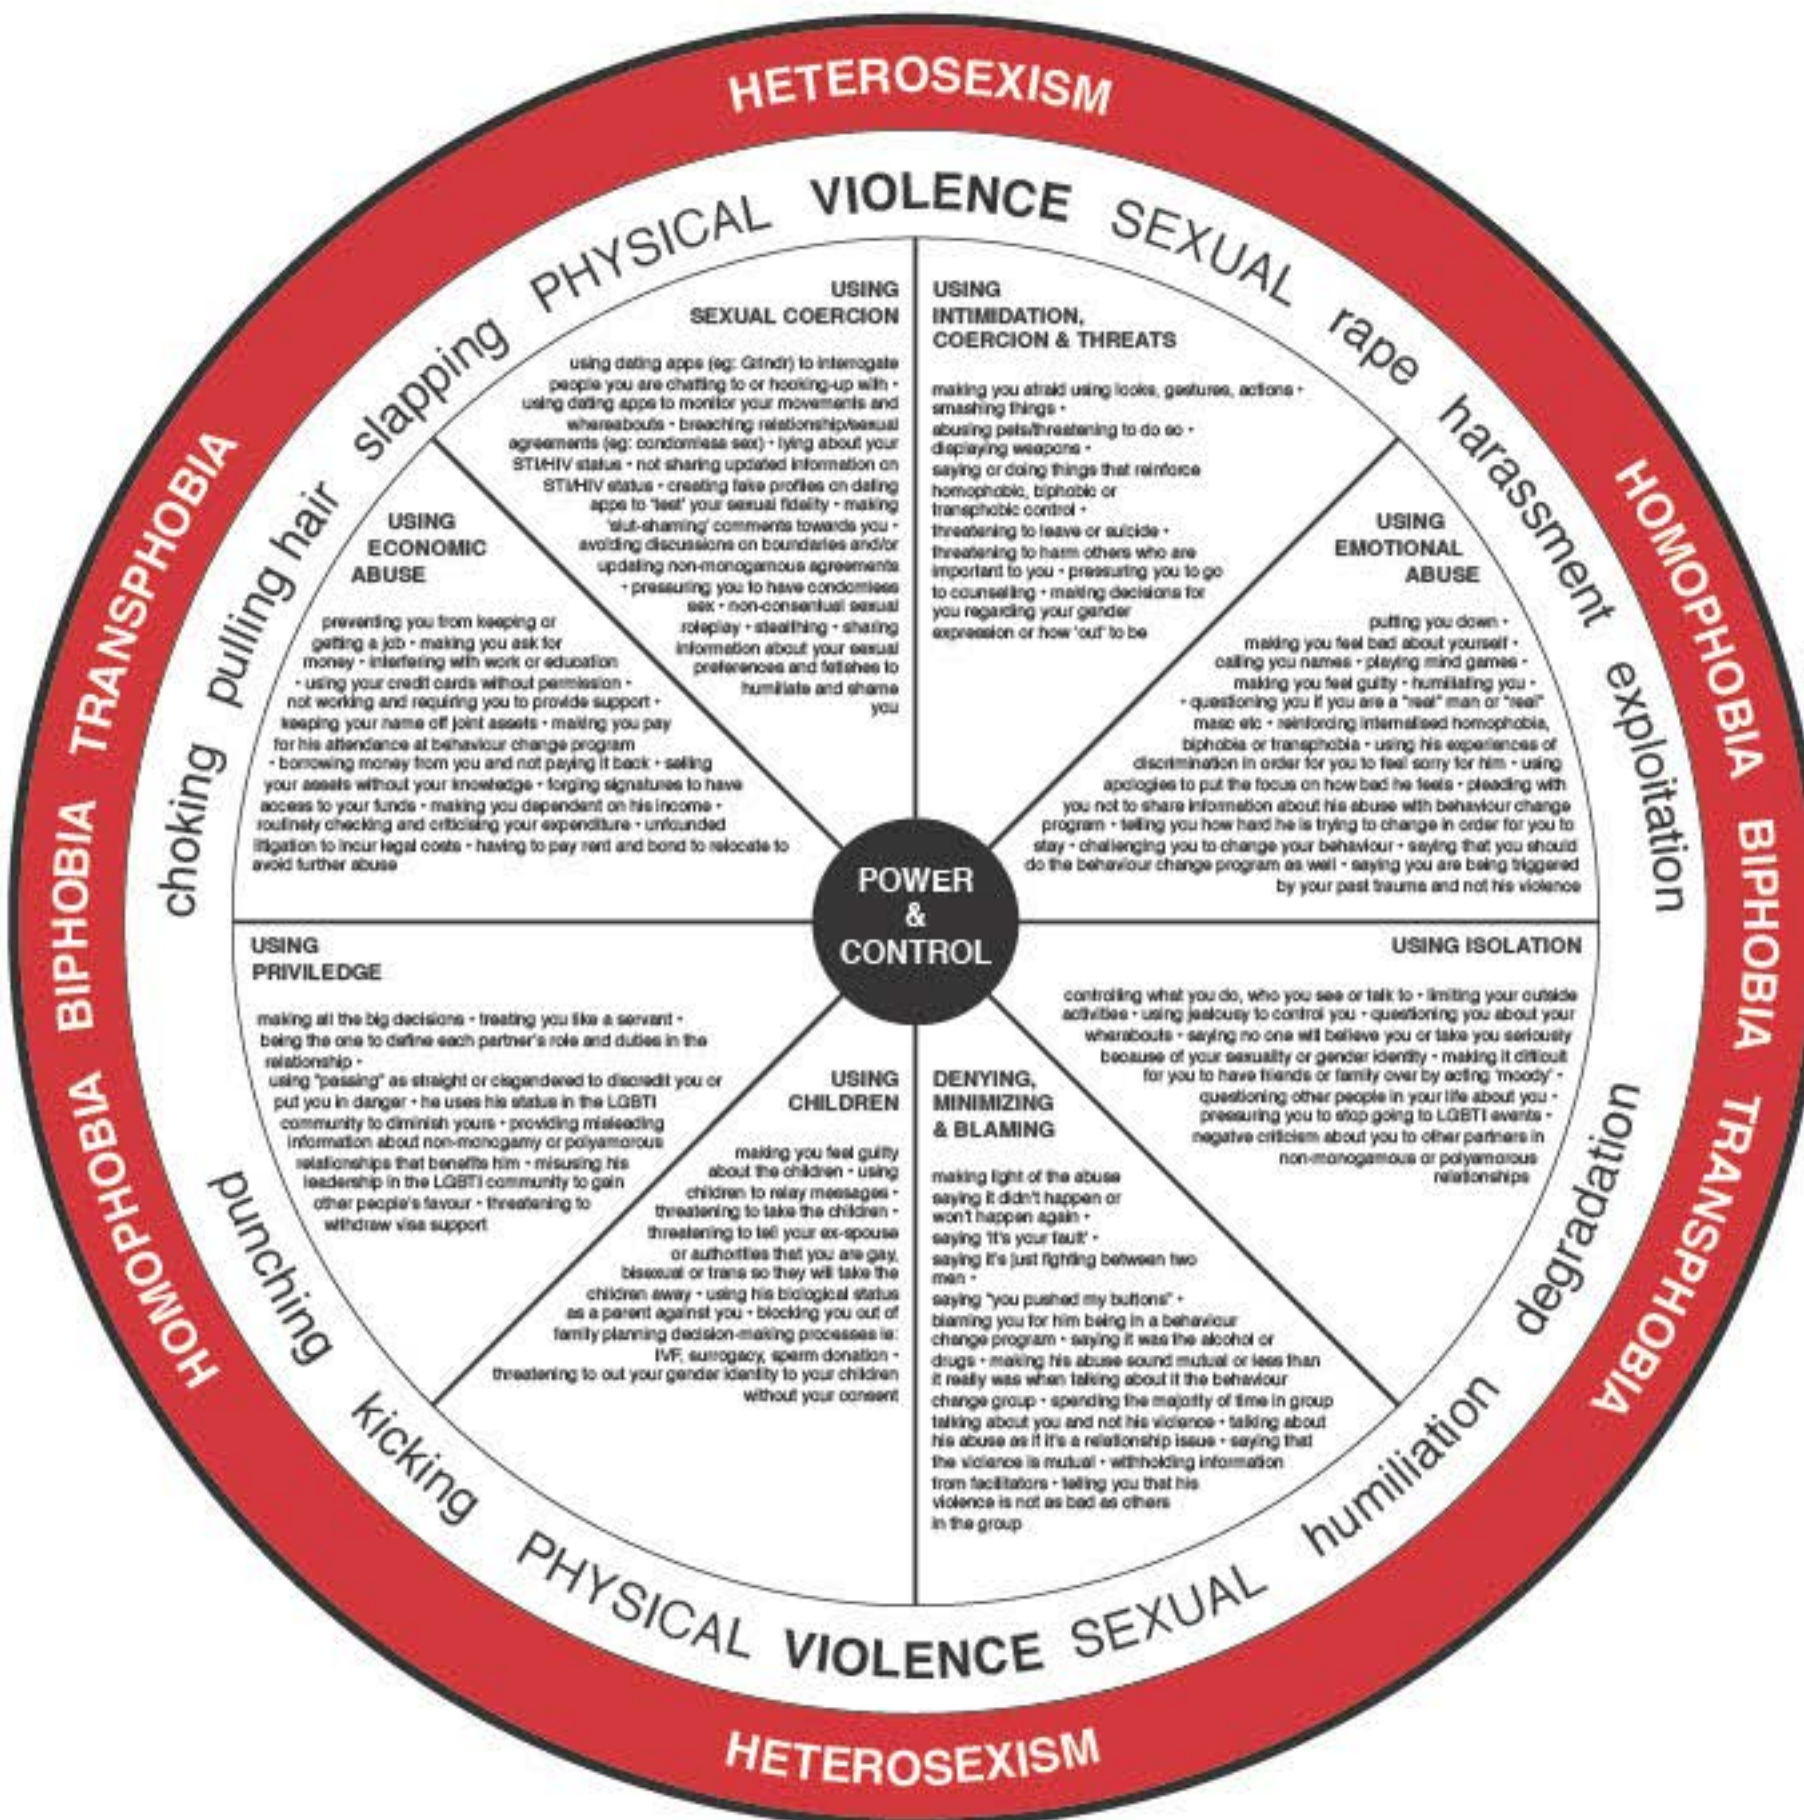 HETEROSEXISM
HOMOPHOBIA BIPHOBIA TRANSPHOBIA
HETEROSEXISM
HOMOPHOBIA BIPHOBIA TRANSPHOBIA
PHYSICAL VIOLENCE SEXUAL
rape harassment exploitation
degradation humiliation
PHYSICAL VIOLENCE SEXUAL
kicking punching
choking pulling hair slapping
USING
SEXUAL COERCION
using dating apps (eg: Grindr) to interrogate
people you are chatting to or hooking-up with •
using dating apps to monitor your movements and
whereabouts • breaching relationship/sexual
agreements (eg: condomless sex) • lying about your
STI/HIV status • not sharing updated information on
STI/HIV status • creating fake profiles on dating
apps to 'test' your sexual fidelity • making
'slut-shaming' comments towards you •
avoiding discussions on boundaries and/or
updating non-monogamous agreements
• pressuring you to have condomless
sex • non-consentual sexual
roleplay • stealthing • sharing
information about your sexual
preferences and fetishes to
humiliate and shame
you
USING
INTIMIDATION,
COERCION & THREATS
making you afraid using looks, gestures, actions •
smashing things •
abusing pets/threatening to do so •
displaying weapons •
saying or doing things that reinforce
homophobic, biphobic or
transphobic control •
threatening to leave or suicide •
threatening to harm others who are
important to you • pressuring you to go
to counselling • making decisions for
you regarding your gender
expression or how 'out' to be
USING
EMOTIONAL
ABUSE
putting you down •
making you feel bad about yourself •
calling you names • playing mind games •
making you feel guilty • humiliating you •
• questioning you if you are a "real" man or "real"
masc etc • reinforcing internalised homophobia,
biphobia or transphobia • using his experiences of
discrimination in order for you to feel sorry for him • using
apologies to put the focus on how bad he feels • pleading with
you not to share information about his abuse with behaviour change
program • telling you how hard he is trying to change in order for you to
stay • challenging you to change your behaviour • saying that you should
do the behaviour change program as well • saying you are being triggered
by your past trauma and not his violence
USING ISOLATION
controlling what you do, who you see or talk to • limiting your outside
activities • using jealousy to control you • questioning you about your
wherabouts • saying no one will believe you or take you seriously
because of your sexuality or gender identity • making it difficult
for you to have friends or family over by acting 'moody' •
questioning other people in your life about you •
pressuring you to stop going to LGBTI events •
negatve criticism about you to other partners in
non-monogamous or polyamorous
relationships
DENYING,
MINIMIZING
& BLAMING
making light of the abuse
saying it didn't happen or
won't happen again •
saying 'it's your fault' •
saying it's just fighting between two
men •
saying "you pushed my buttons" •
blaming you for him being in a behaviour
change program • saying it was the alcohol or
drugs • making his abuse sound mutual or less than
it really was when talking about it the behaviour
change group • spending the majority of time in group
talking about you and not his violence • talking about
his abuse as if it's a relationship issue • saying that
the violence is mutual • withholding information
from facilitators • telling you that his
violence is not as bad as others
in the group
USING
CHILDREN
making you feel guilty
about the children • using
children to relay messages •
threatening to take the children •
threatening to tell your ex-spouse
or authorities that you are gay,
bisexual or trans so they will take the
children away • using his biological status
as a parent against you • blocking you out of
family planning decision-making processes ie:
IVF, surrogacy, sperm donation •
threatening to out your gender identity to your children
without your consent
USING
PRIVILEDGE
making all the big decisions • treating you like a servant •
being the one to define each partner's role and duties in the
relationship •
using "passing" as straight or cisgendered to discredit you or
put you in danger • he uses his status in the LGBTI
community to diminish yours • providing misleading
information about non-monogamy or polyamorous
relationships that benefits him • misusing his
leadership in the LGBTI community to gain
other people's favour • threatening to
withdraw visa support
USING
ECONOMIC
ABUSE
preventing you from keeping or
getting a job • making you ask for
money • interfering with work or education
• using your credit cards without permission •
not working and requiring you to provide support •
keeping your name off joint assets • making you pay
for his attendance at behaviour change program
• borrowing money from you and not paying it back • selling
your assets without your knowledge • forging signatures to have
access to your funds • making you dependent on his income •
routinely checking and criticising your expenditure • unfounded
litigation to incur legal costs • having to pay rent and bond to relocate to
avoid further abuse
POWER
&
CONTROL